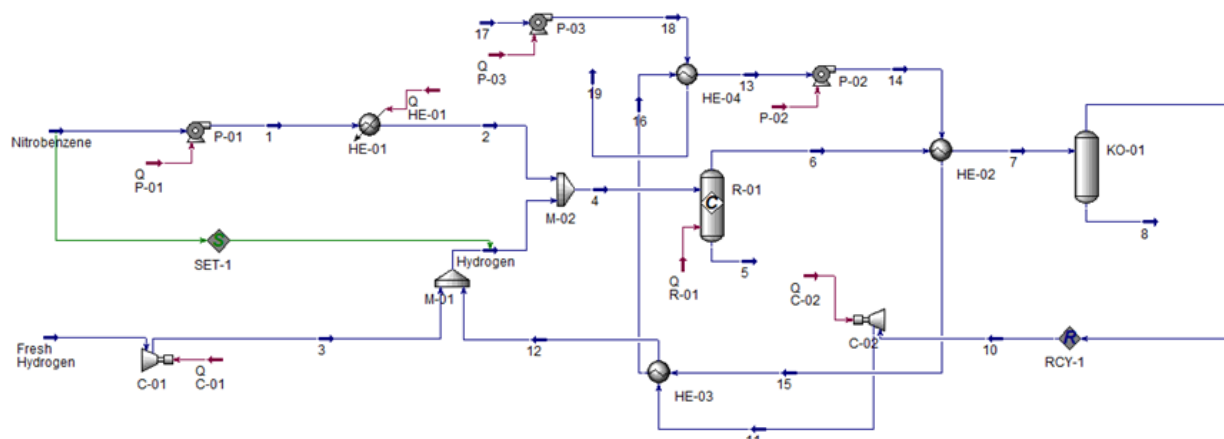 17
P-03
18
Q
P-03
19
16
HE-04
13
P-02
14
P-02
Q
HE-01
Nitrobenzene
P-01
1
HE-01
2
Q
P-01
M-02
4
R-01
6
HE-02
7
KO-01
8
S
SET-1
Hydrogen
C
5
Q
R-01
M-01
Q
C-02
Fresh
Hydrogen
C-01
Q
C-01
3
12
HE-03
15
C-02
10
R
RCY-1